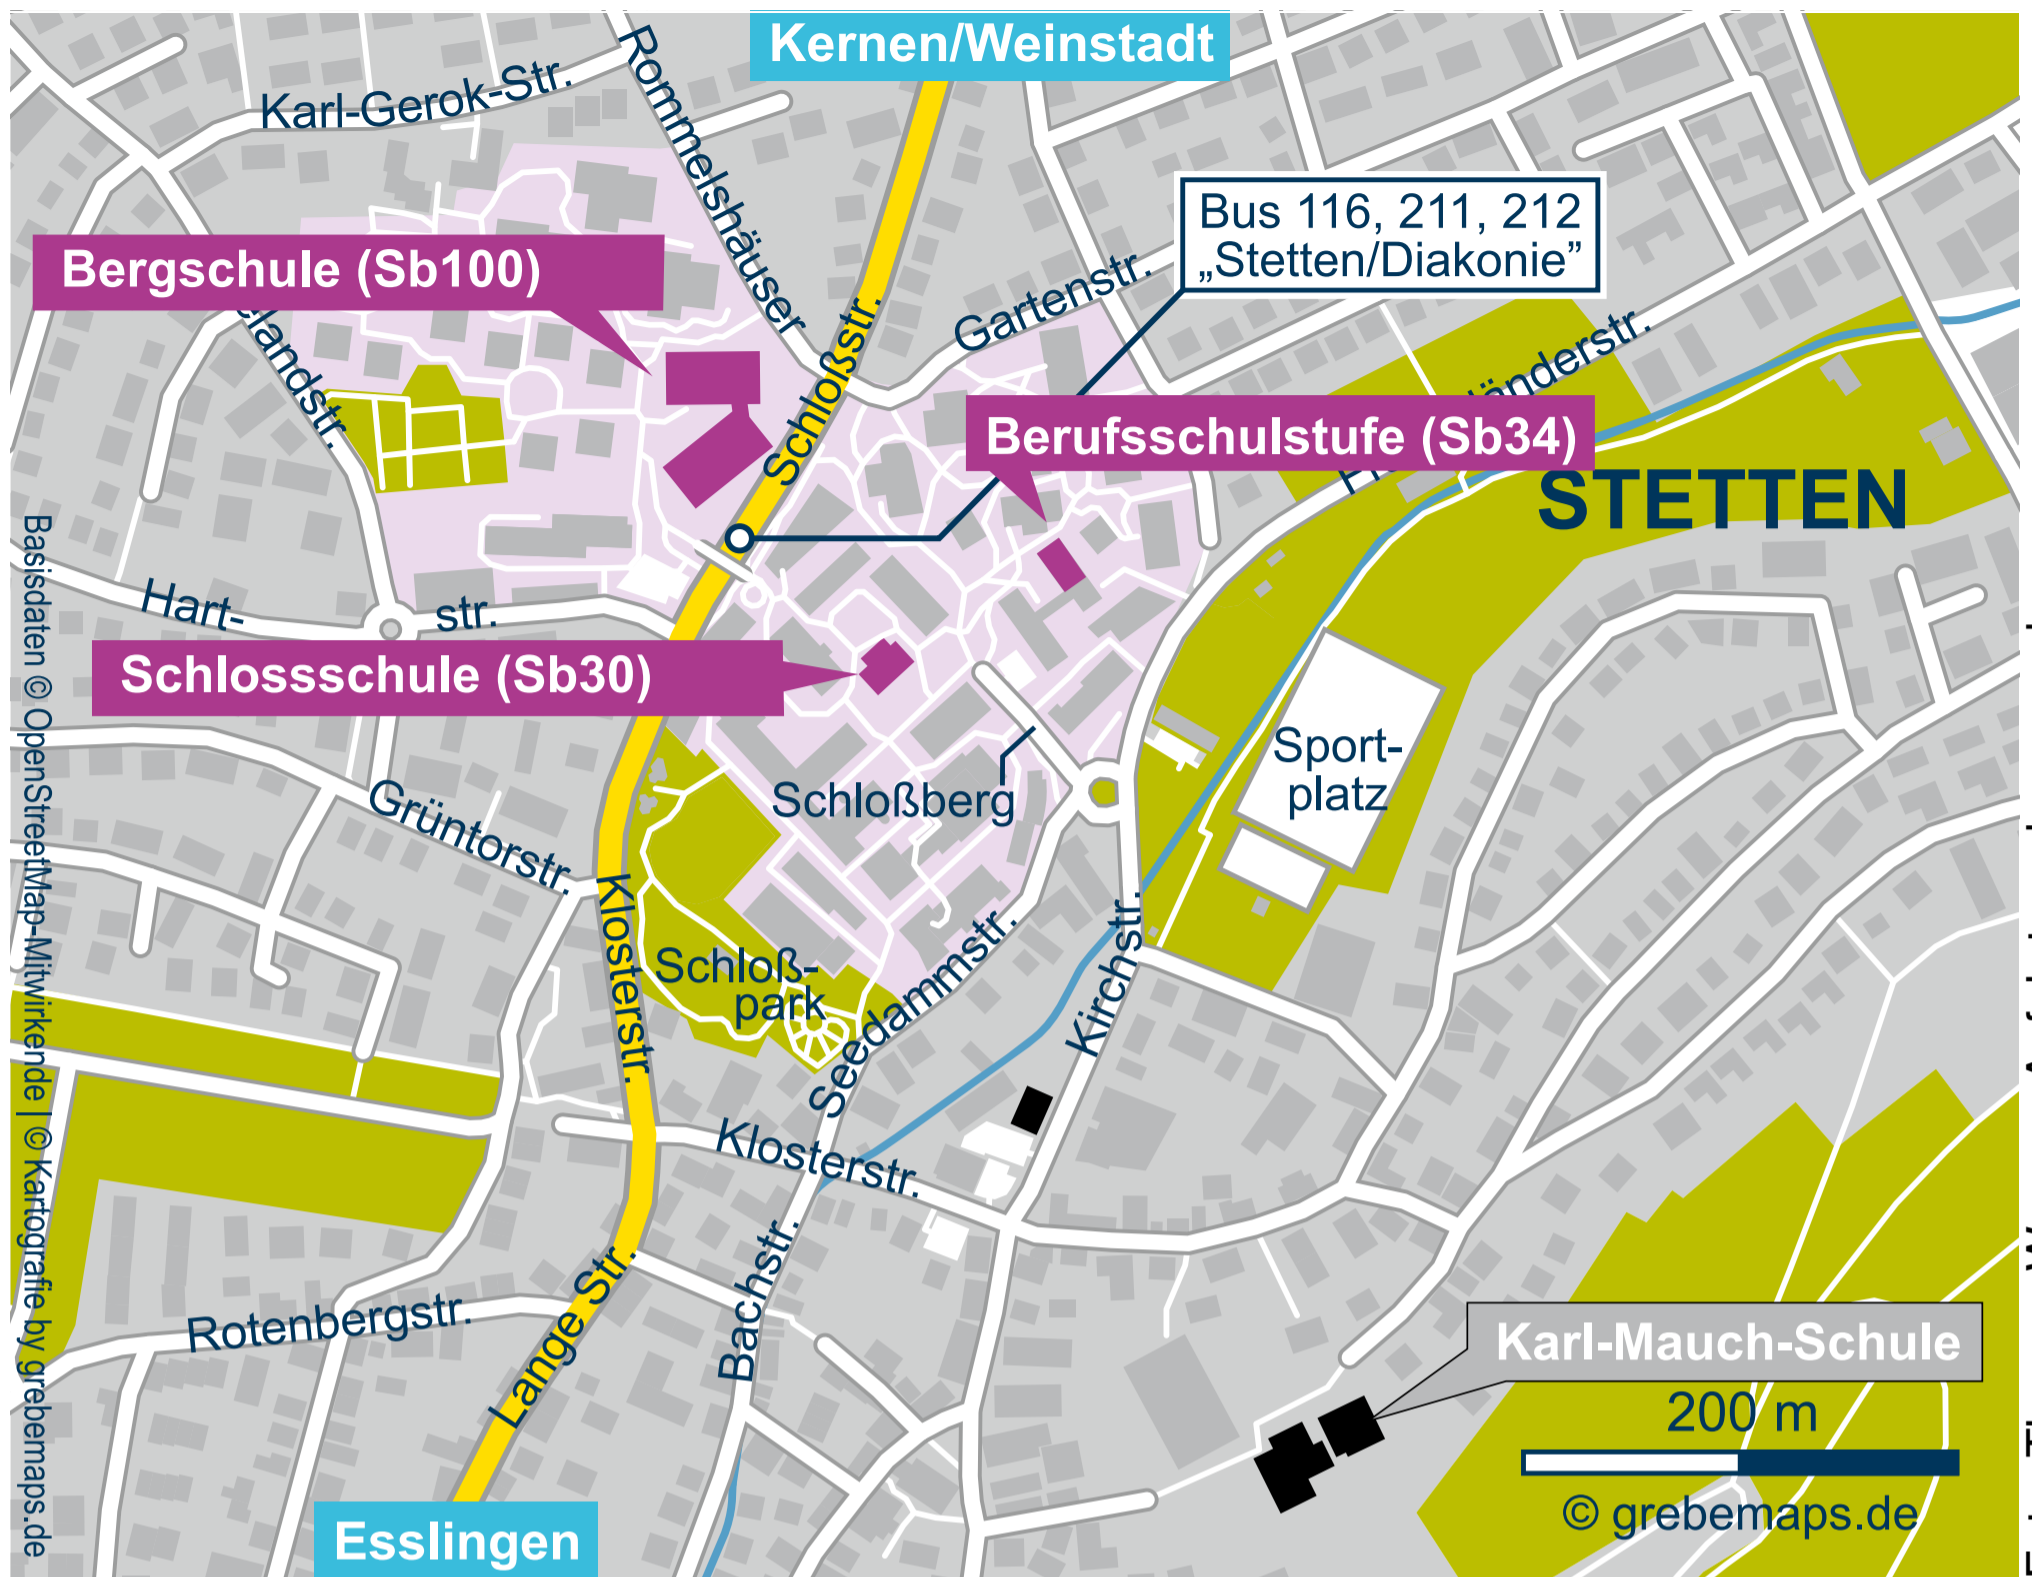 Kernen/Weinstadt
Karl-Gerok-Str.
Rommelshäuser
Bus 116, 211, 212
„Stetten/Diakonie”
Bergschule (Sb100)
elandstr.
Schloßstr.
Gartenstr.
länderstr.
Berufsschulstufe (Sb34)
STETTEN
Hart-
str.
Schlossschule (Sb30)
Sport-
platz
Schloßberg
Grüntorstr.
Klosterstr.
Schloß-
park
Seedammstr.
Kirchstr.
Klosterstr.
Bachstr.
Lange Str.
Rotenbergstr.
Karl-Mauch-Schule
200 m
© grebemaps.de
Esslingen
Basisdaten © OpenStreetMap-Mitwirkende | © Kartografie by grebemaps.de